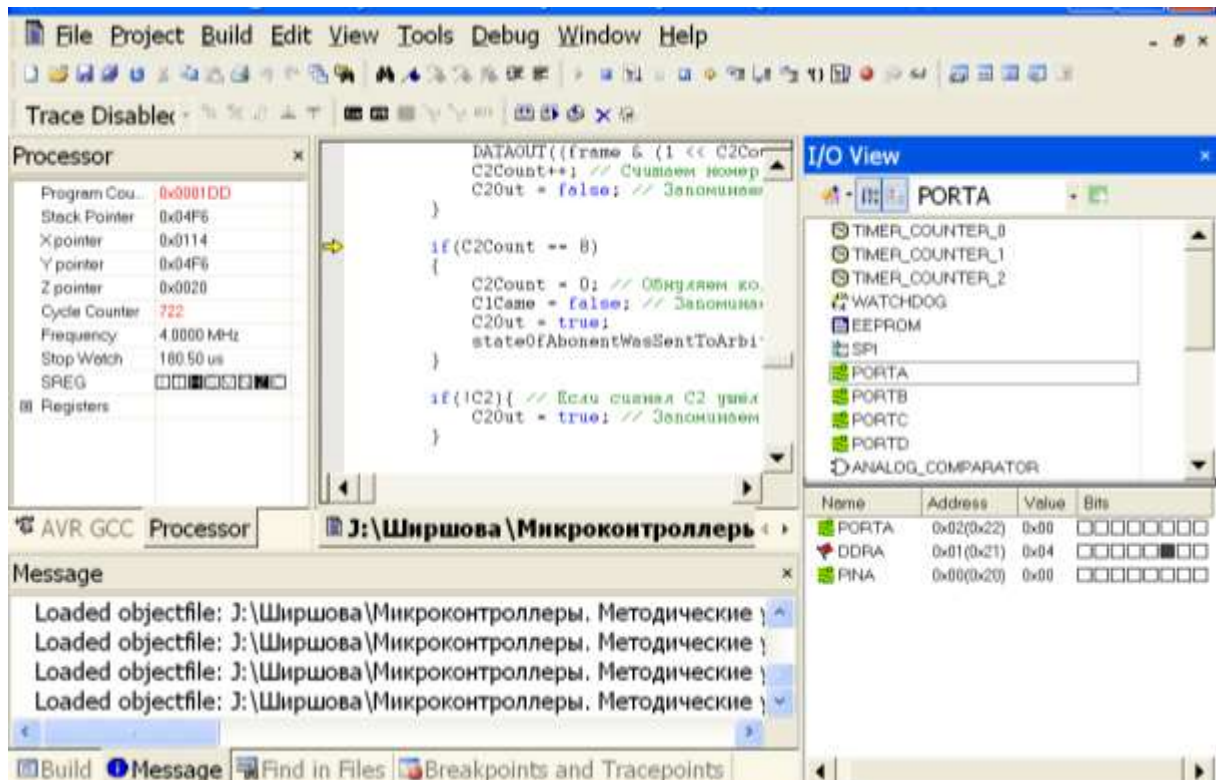 File Project Build Edit View Tools Debug Window Help
Trace Disablec
Processor
Program Cou... 0x0001DD
Stack Pointer 0x04F6
X pointer 0x0114
Y pointer 0x04F6
Z pointer 0x0020
Cycle Counter 722
Frequency 4.0000 MHz
Stop Watch 180.50 us
SREG
Registers
AVR GCC Processor
DATAOUT((frame & (1 << C2Cou
C2Count++; // Считаем номер
C2Out = false; // Запоминаем
}
if(C2Count == 8)
{
C2Count = 0; // Обнуляем ко
C1Came = false; // Запомина
C2Out = true;
stateOfAbonentWasSentToArbi
}
if(!C2){ // Если сигнал C2 ушел
C2Out = true; // Запоминаем
}
J:\Ширшова\Микроконтроллерь
I/O View
PORTA
TIMER_COUNTER_0
TIMER_COUNTER_1
TIMER_COUNTER_2
WATCHDOG
EEPROM
SPI
PORTA
PORTB
PORTC
PORTD
ANALOG_COMPARATOR
Name Address Value Bits
PORTA 0x02(0x22) 0x00
DDRA 0x01(0x21) 0x04
PINA 0x00(0x20) 0x00
Message
Loaded objectfile: J:\Ширшова\Микроконтроллеры. Методические у
Loaded objectfile: J:\Ширшова\Микроконтроллеры. Методические у
Loaded objectfile: J:\Ширшова\Микроконтроллеры. Методические у
Loaded objectfile: J:\Ширшова\Микроконтроллеры. Методические у
Build Message Find in Files Breakpoints and Tracepoints